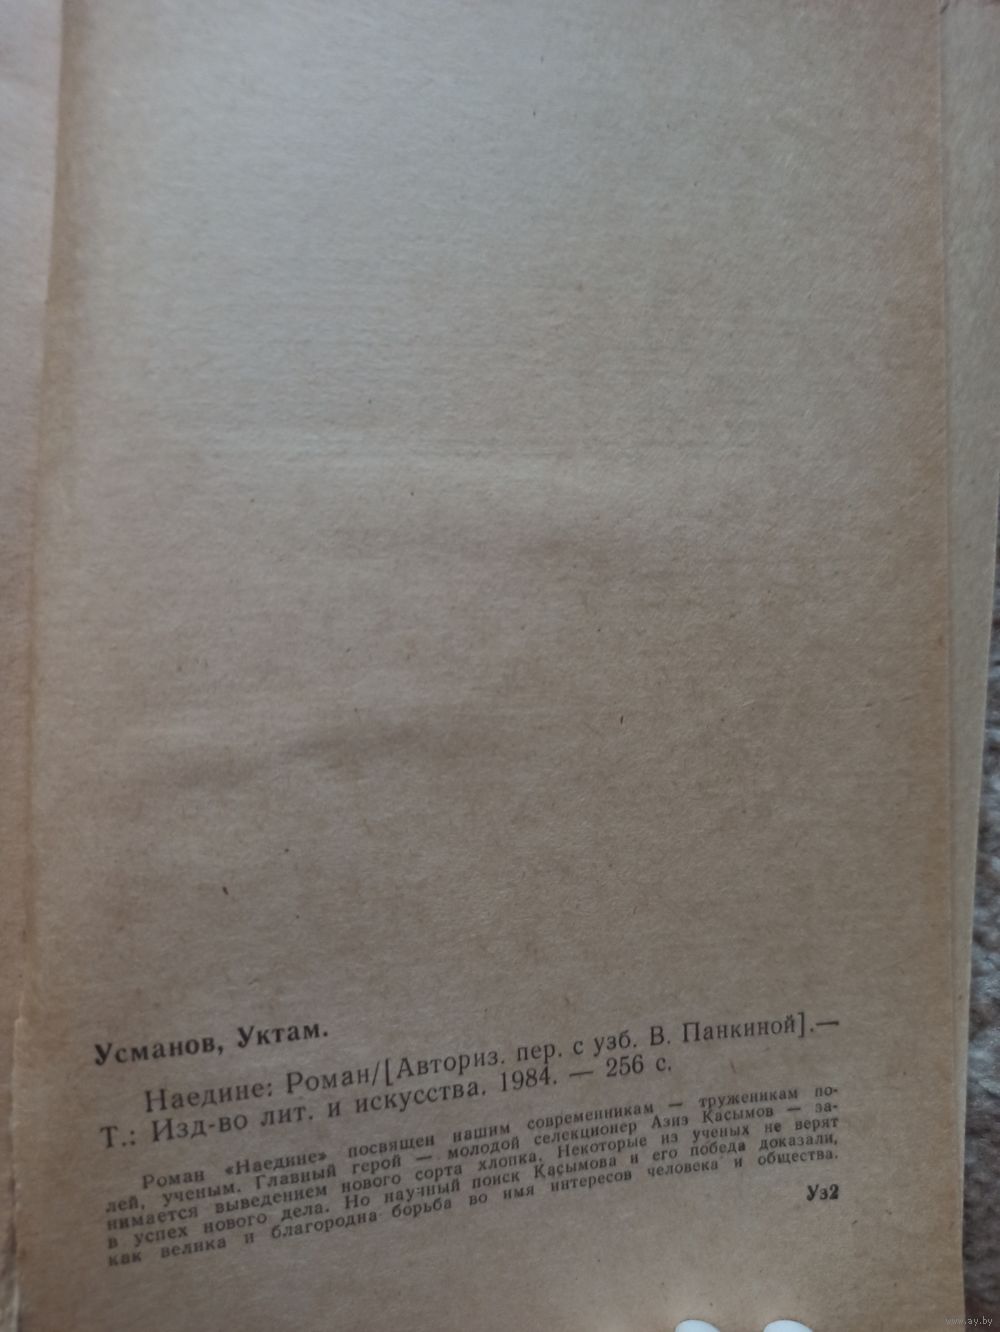 Усманов, Уктам.
Наедине: Роман/[Авториз. пер. с узб. В. Панкиной].—
Т.: Изд-во лит. и искусства. 1984. — 256 с.
Роман «Наедине» посвящен нашим современникам — труженикам по-
лей, ученым. Главный герой — молодой селекционер Азиз Касымов — за-
нимается выведением нового сорта хлопка. Некоторые из ученых не верят
в успех нового дела. Но научный поиск Касымова и его победа доказали,
как велика и благородна борьба во имя интересов человека и общества.
Уз2
www.ay.by